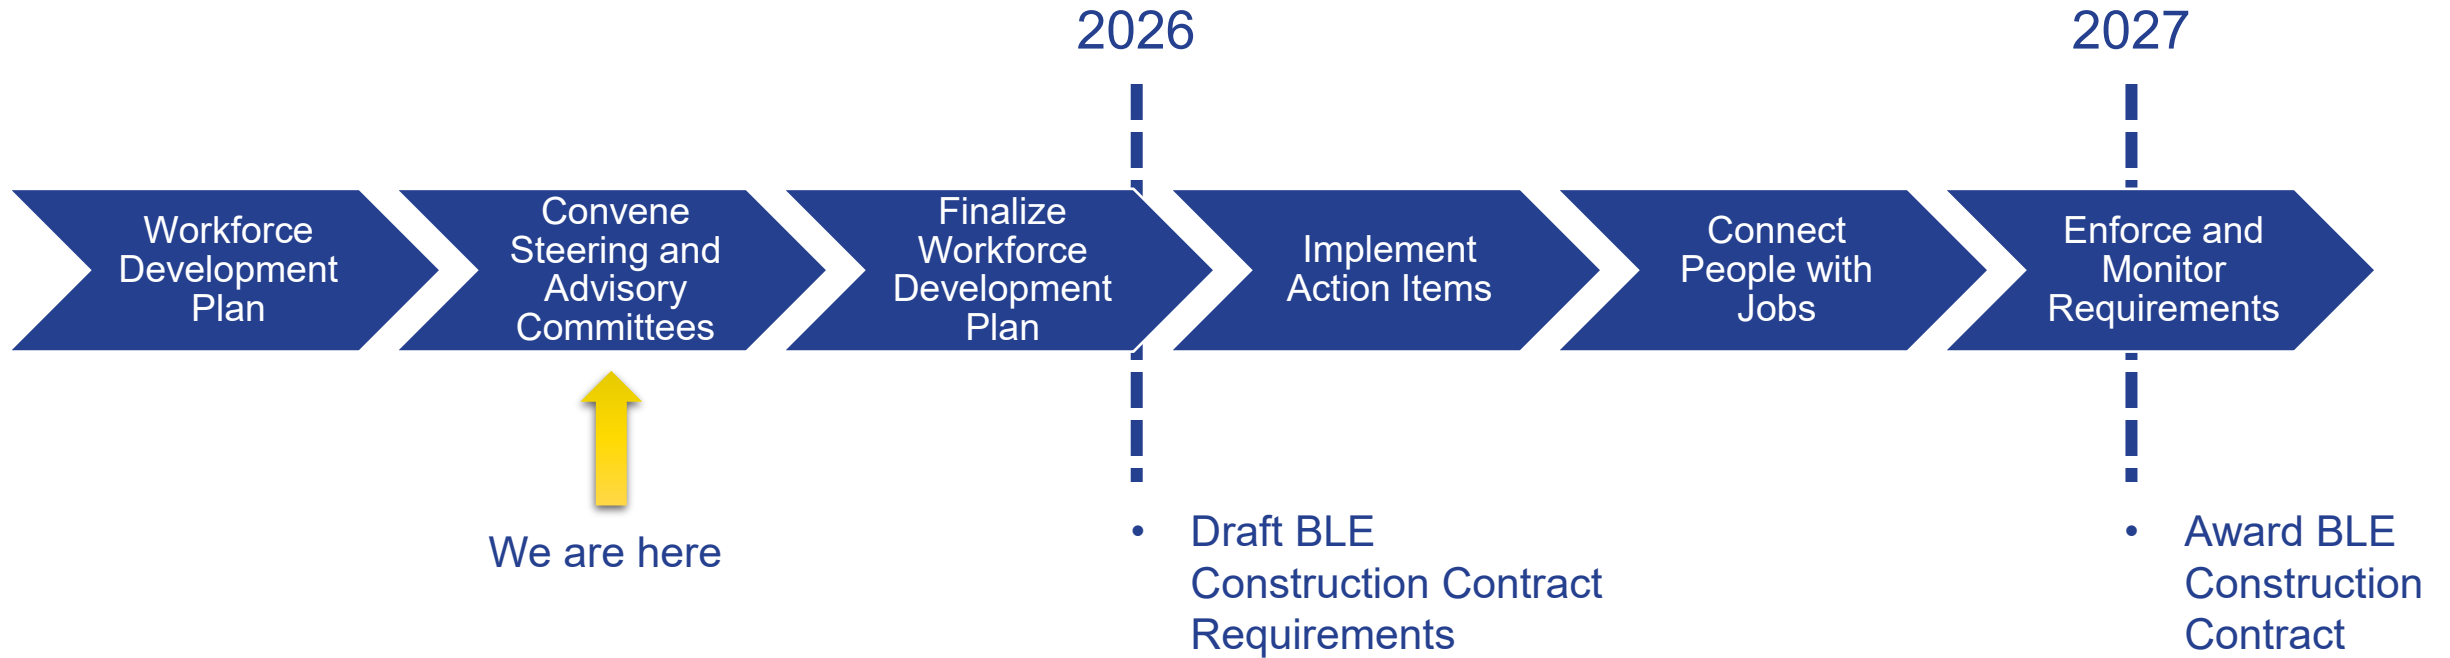 2026
2027
Workforce
Development
Plan
Convene
Steering and
Advisory
Committees
Finalize
Workforce
Development
Plan
Implement
Action Items
Connect
People with
Jobs
Enforce and
Monitor
Requirements
We are here
• Draft BLE
Construction Contract
Requirements
• Award BLE
Construction
Contract